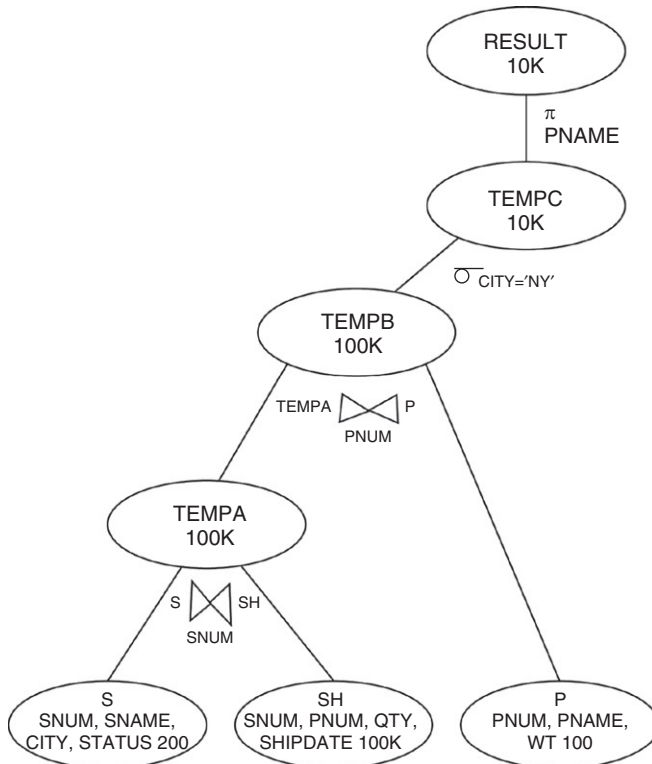 RESULT
10K
π
PNAME
TEMPC
10K
σ CITY='NY'
TEMPB
100K
TEMPA P
PNUM
TEMPA
100K
S SH
SNUM
S
SNUM, SNAME,
CITY, STATUS 200
SH
SNUM, PNUM, QTY,
SHIPDATE 100K
P
PNUM, PNAME,
WT 100